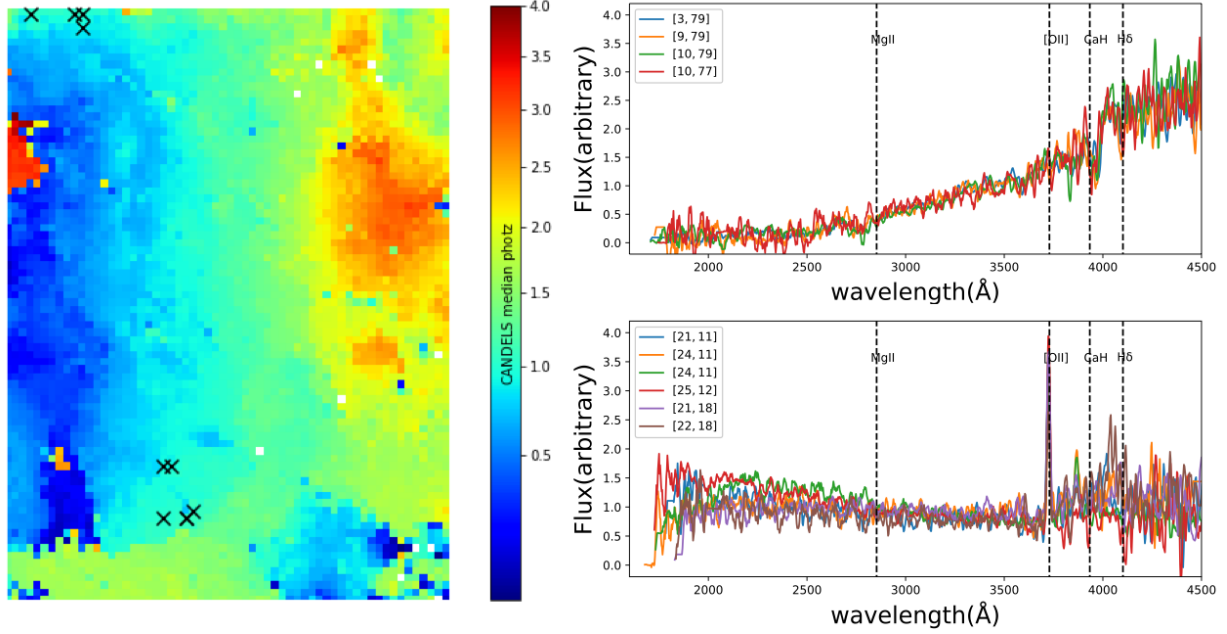 4.0
3.5
3.0
2.5
2.0
1.5
1.0
0.5
CANDELS median photz
[3, 79]
[9, 79]
[10, 79]
[10, 77]
MgII
[OII]
CaH
Hδ
4.0
3.5
3.0
2.5
2.0
1.5
1.0
0.5
0.0
Flux(arbitrary)
2000 2500 3000 3500 4000 4500
wavelength(Å)
[21, 11]
[24, 11]
[24, 11]
[25, 12]
[21, 18]
[22, 18]
MgII
[OII]
CaH
Hδ
4.0
3.5
3.0
2.5
2.0
1.5
1.0
0.5
0.0
Flux(arbitrary)
2000 2500 3000 3500 4000 4500
wavelength(Å)